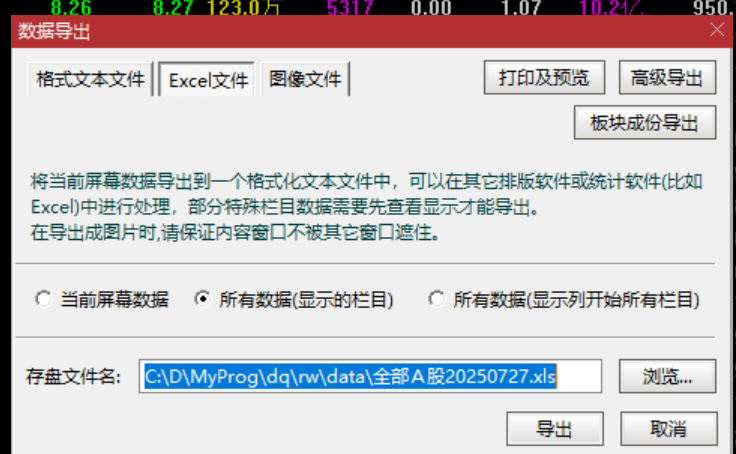 8.26 8.27 123.0万 5317 0.00 1.07 10.2亿 950.
数据导出
格式文本文件 Excel文件 图像文件 打印及预览 高级导出
板块成份导出
将当前屏幕数据导出到一个格式化文本文件中，可以在其它排版软件或统计软件(比如
Excel)中进行处理，部分特殊栏目数据需要先查看显示才能导出。
在导出成图片时,请保证内容窗口不被其它窗口遮住。
当前屏幕数据 所有数据(显示的栏目) 所有数据(显示列开始所有栏目)
存盘文件名: C:\D\MyProg\dq\rw\data\全部Ａ股20250727.xls 浏览...
导出 取消